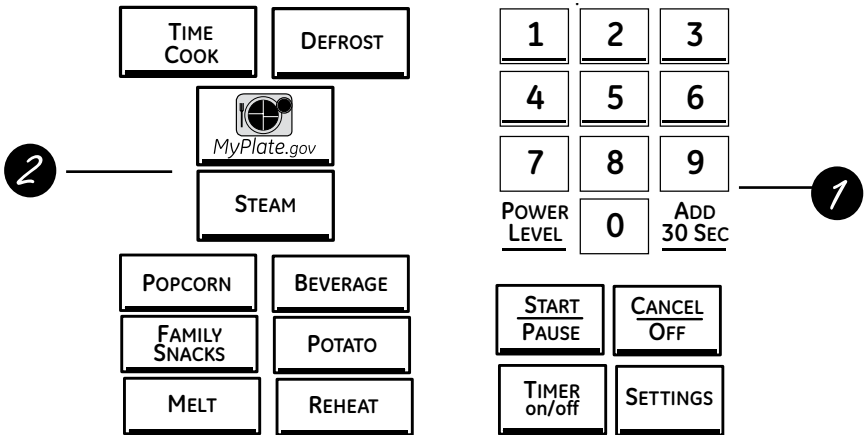 TIME
COOK
DEFROST
MyPlate.gov
STEAM
POPCORN
BEVERAGE
FAMILY
SNACKS
POTATO
MELT
REHEAT
2
1 2 3
4 5 6
7 8 9
POWER
LEVEL
0
ADD
30 SEC
1
START
PAUSE
CANCEL
OFF
TIMER
on/off
SETTINGS